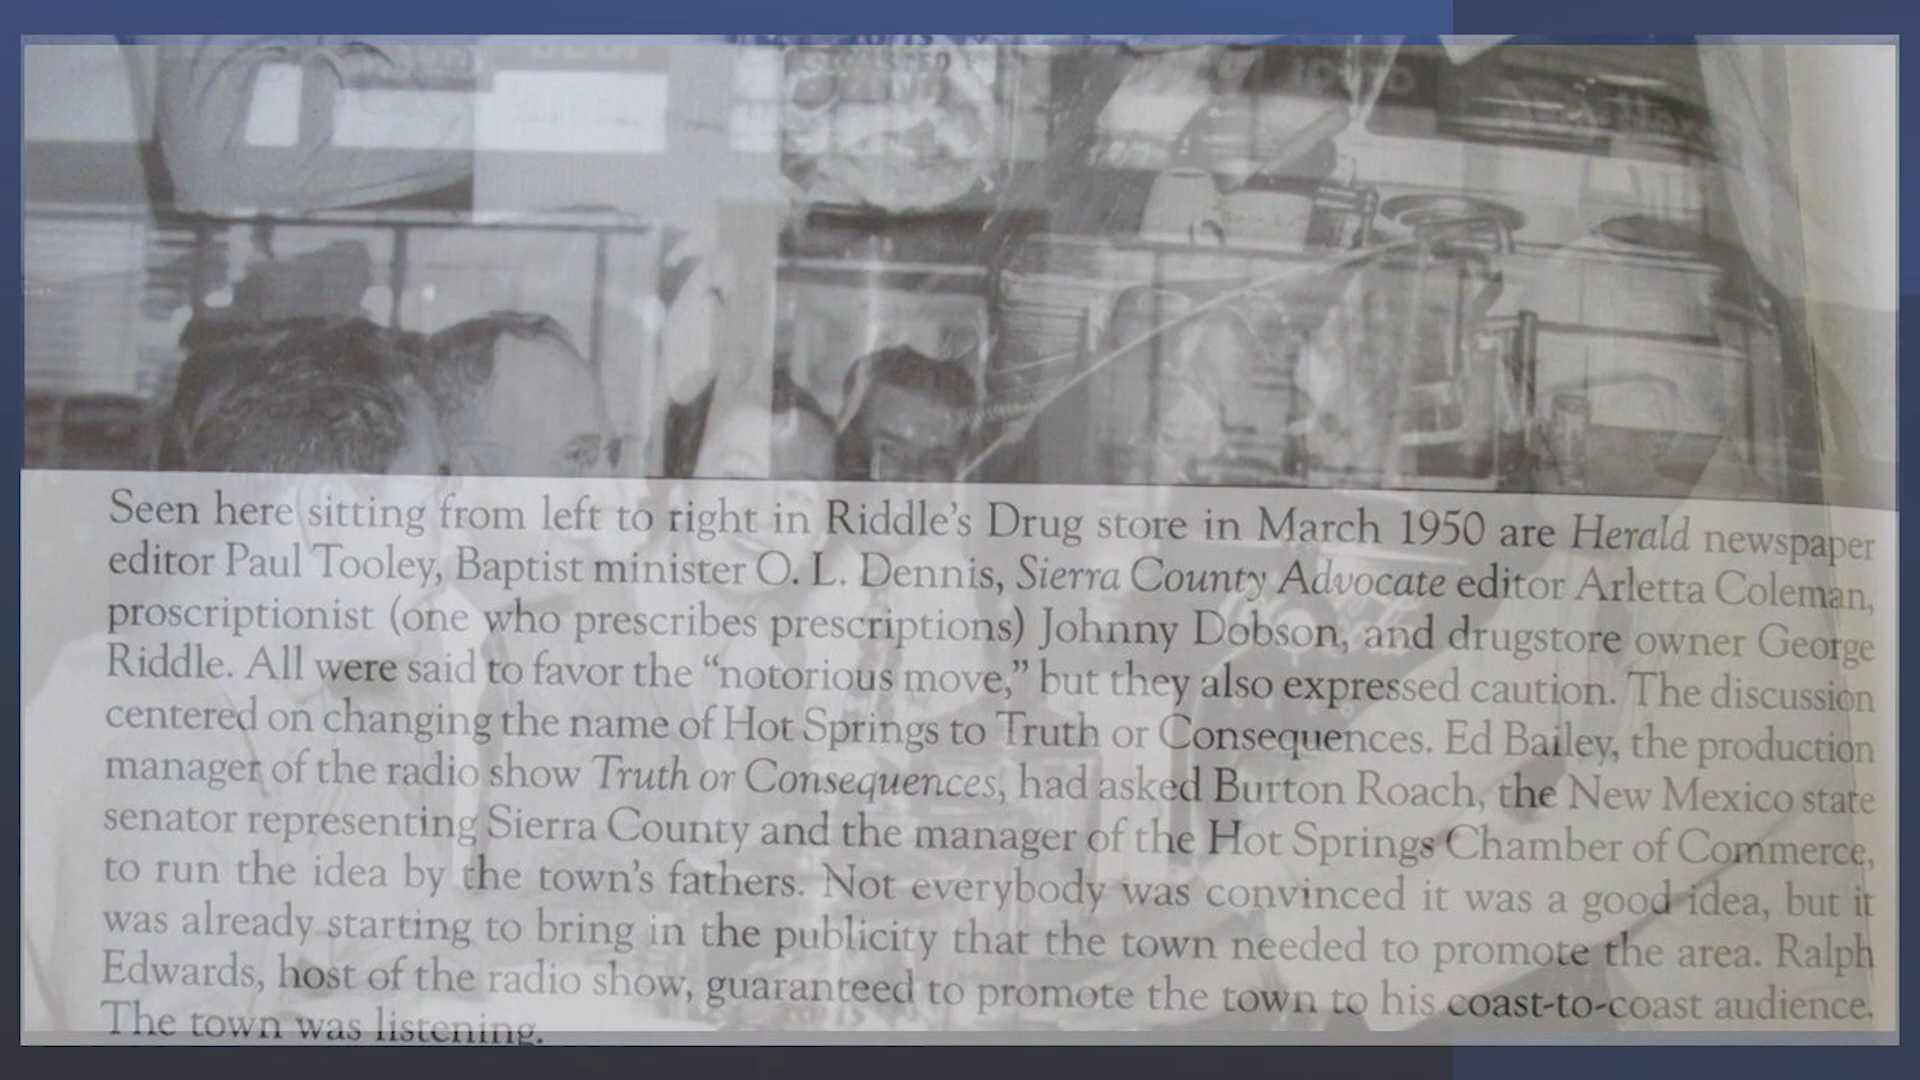 Seen here sitting from left to right in Riddle's Drug store in March 1950 are Herald newspaper
editor Paul Tooley, Baptist minister O. L. Dennis, Sierra County Advocate editor Arletta Coleman,
proscriptionist (one who prescribes prescriptions) Johnny Dobson, and drugstore owner George
Riddle. All were said to favor the “notorious move,” but they also expressed caution. The discussion
centered on changing the name of Hot Springs to Truth or Consequences. Ed Bailey, the production
manager of the radio show Truth or Consequences, had asked Burton Roach, the New Mexico state
senator representing Sierra County and the manager of the Hot Springs Chamber of Commerce,
to run the idea by the town's fathers. Not everybody was convinced it was a good idea, but it
was already starting to bring in the publicity that the town needed to promote the area. Ralph
Edwards, host of the radio show, guaranteed to promote the town to his coast-to-coast audience.
The town was listening.